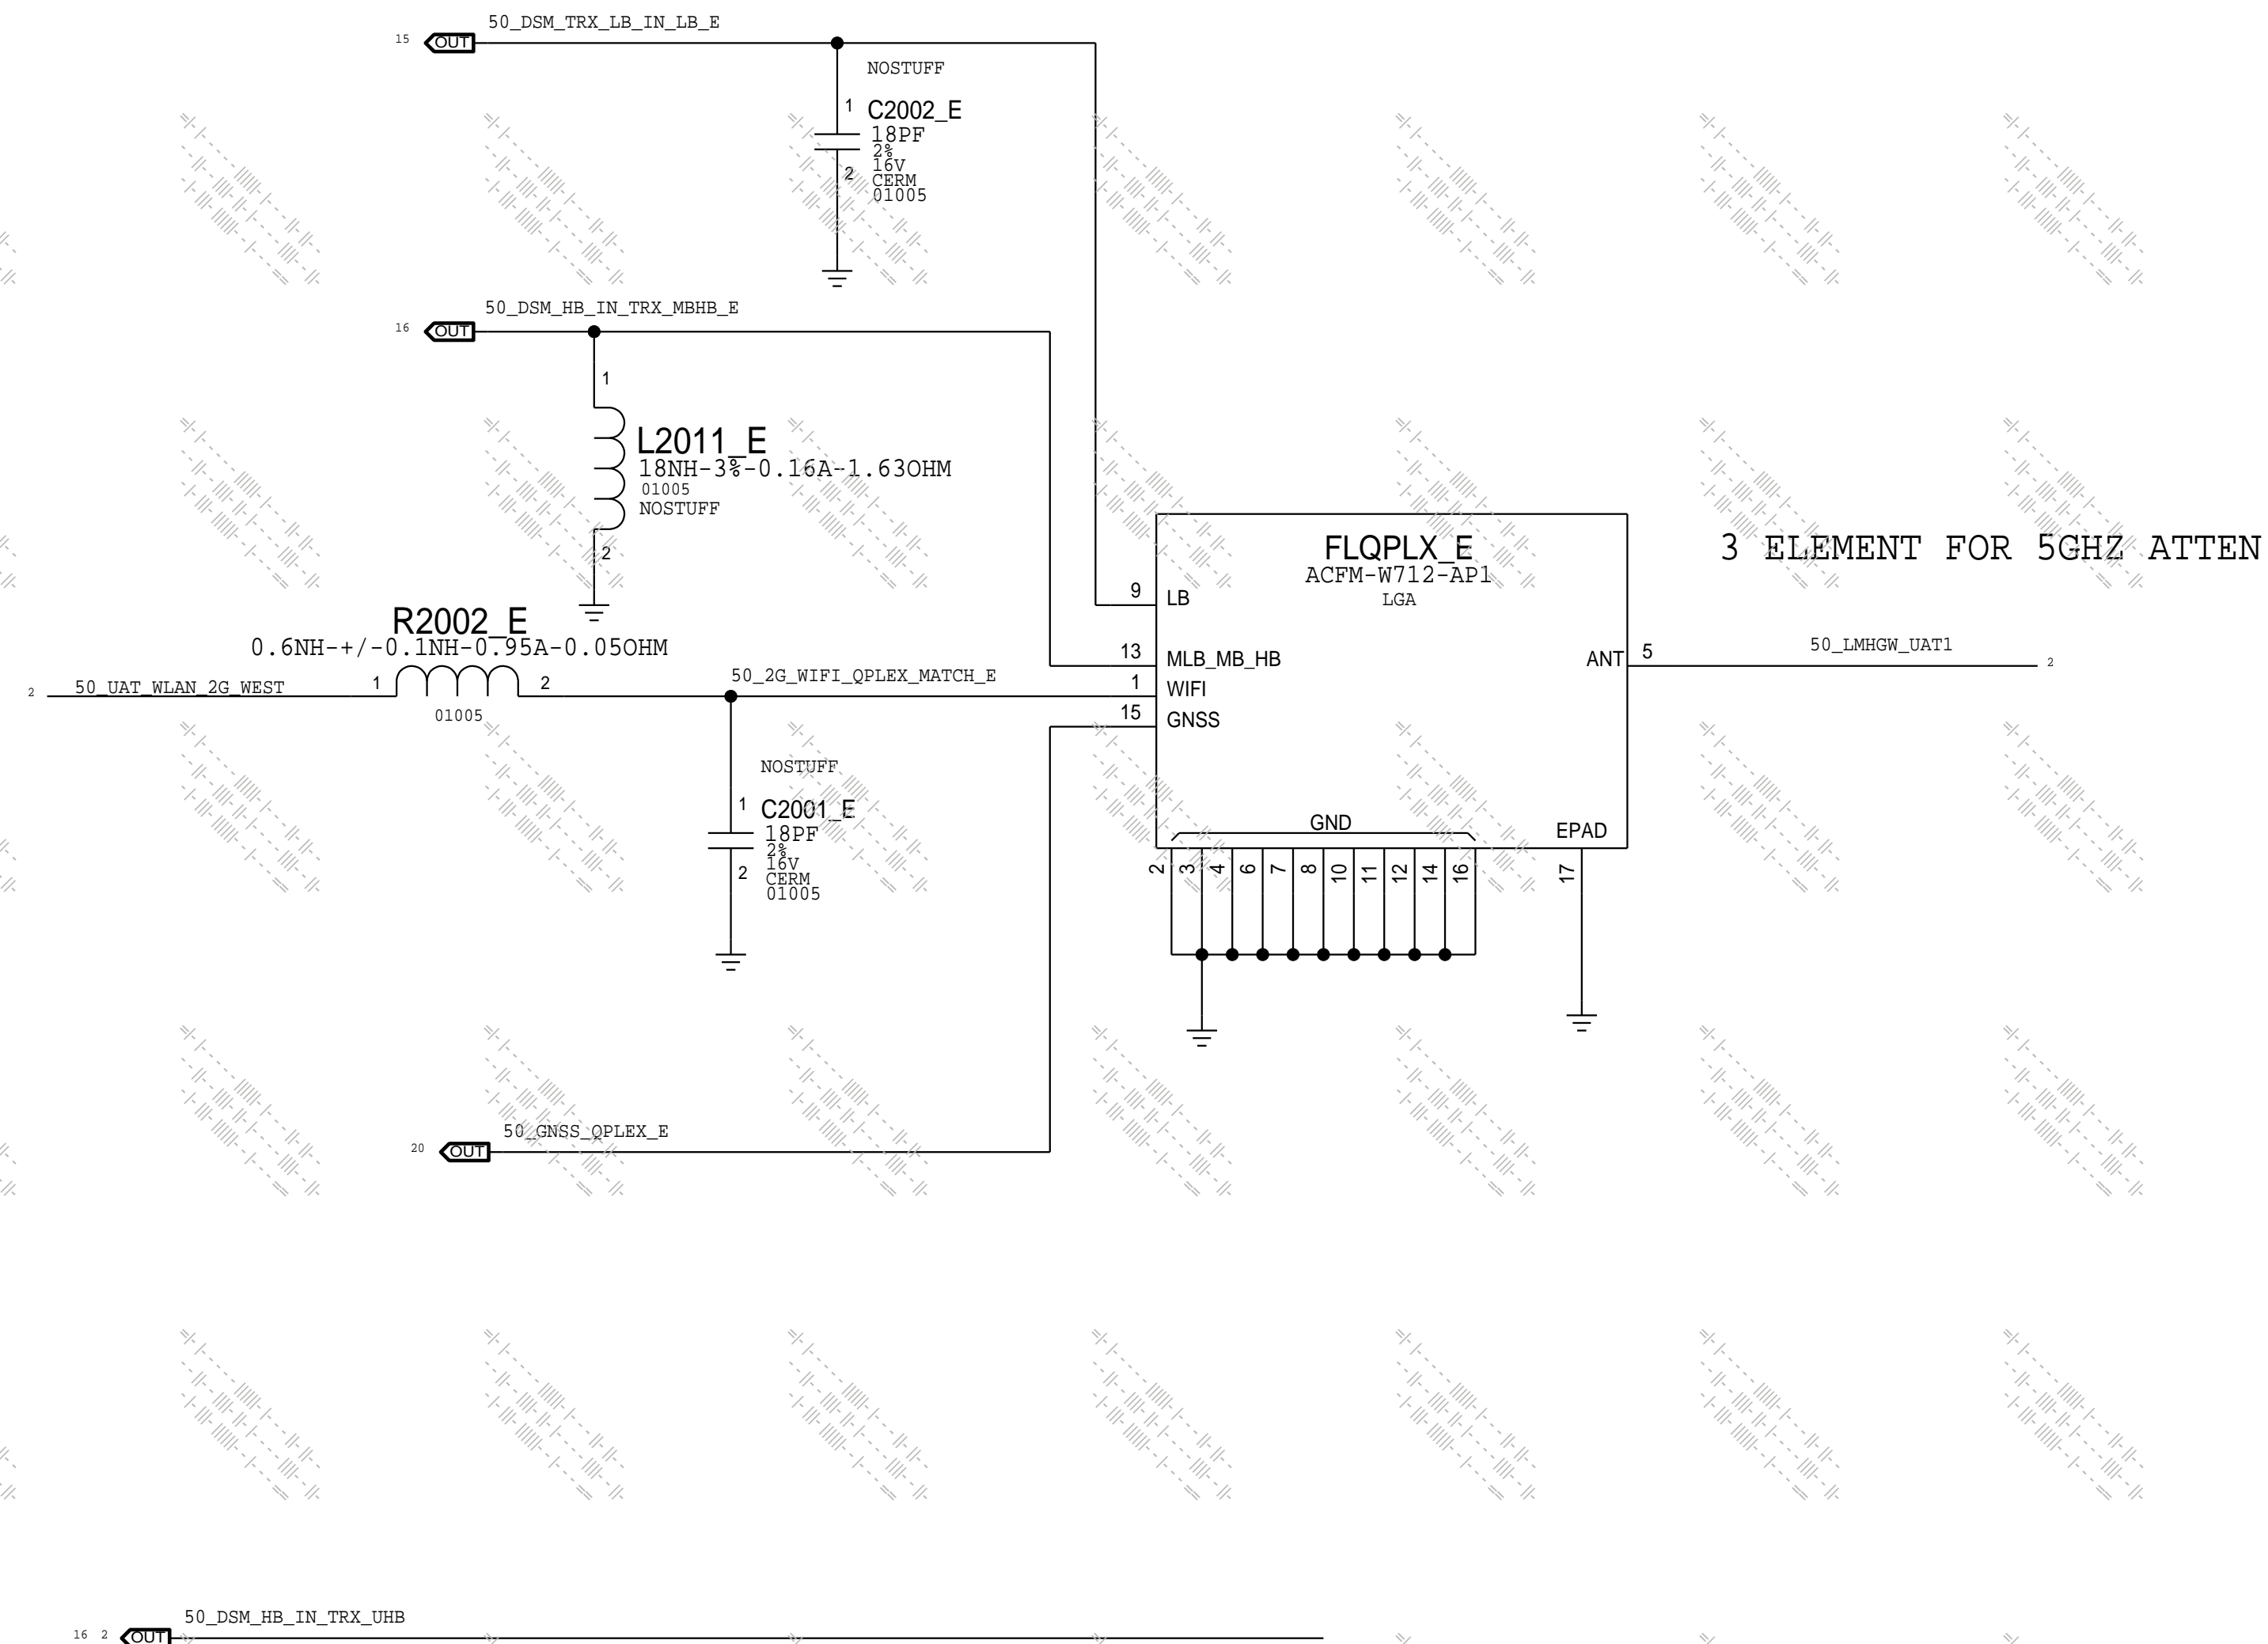 50_DSM_TRX_LB_IN_LB_E
15 OUT
NOSTUFF
1 C2002_E
18PF
2%
16V
2
CERM
01005
50_DSM_HB_IN_TRX_MBHB_E
16 OUT
1
L2011_E
18NH-3%-0.16A-1.63OHM
01005
NOSTUFF
2
FLQPLX_E
ACFM-W712-AP1
LGA
3 ELEMENT FOR 5GHZ ATTEN
9 LB
R2002_E
0.6NH-+/-0.1NH-0.95A-0.05OHM
13 MLB_MB_HB
ANT 5 50_LMHGW_UAT1 2
2 50_UAT_WLAN_2G_WEST 1 2 50_2G_WIFI_QPLEX_MATCH_E 1 WIFI
01005
15 GNSS
NOSTUFF
1 C2001_E
18PF
2%
16V
2
CERM
01005
GND
EPAD
2 3 4 6 7 8 10 11 12 14 16 17
50_GNSS_QPLEX_E
20 OUT
50_DSM_HB_IN_TRX_UHB
16 2 OUT